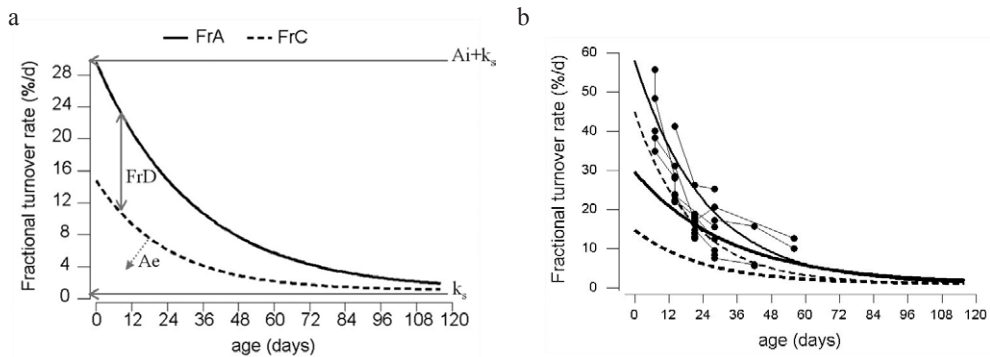 a
FrA FrC
Fractional turnover rate (%/d)
28
24
20
16
12
8
4
0
Ai+kₛ
FrD
Ae
kₛ
0 12 24 36 48 60 72 84 96 108 120
age (days)
b
Fractional turnover rate (%/d)
60
50
40
30
20
10
0
0 12 24 36 48 60 72 84 96 108 120
age (days)